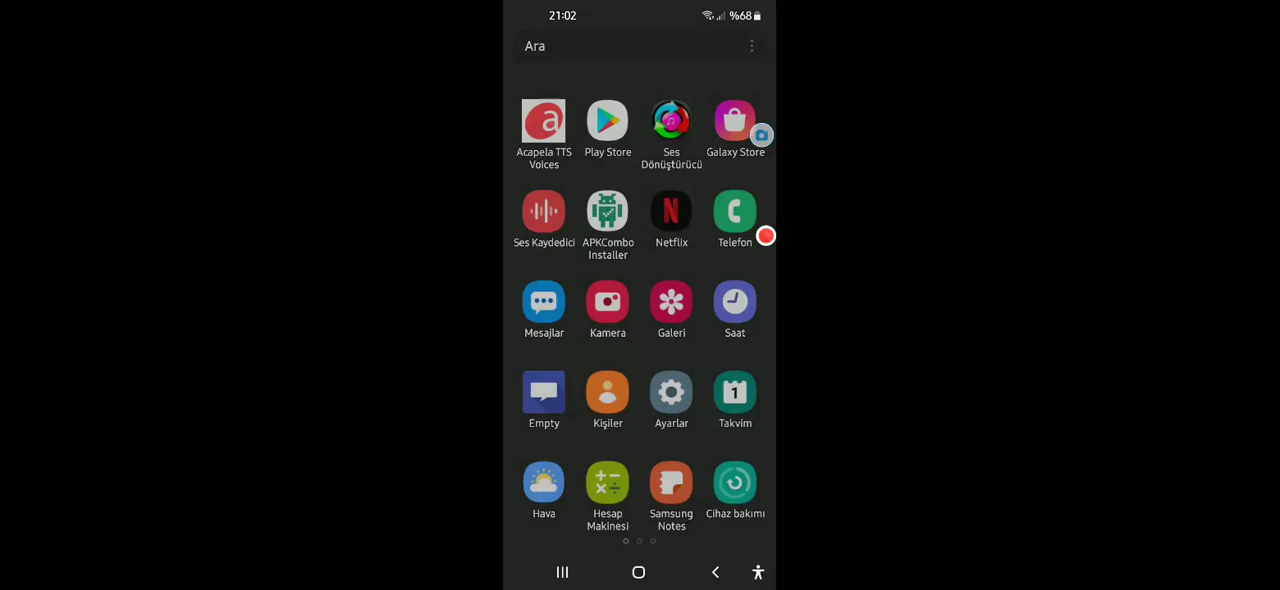 21:02 %68
Ara
Acapela TTS
Voices
Play Store
Ses
Dönüştürücü
Galaxy Store
Ses Kaydedici
APKCombo
Installer
Netflix
Telefon
Mesajlar
Kamera
Galeri
Saat
Empty
Kişiler
Ayarlar
1
Takvim
Hava
Hesap
Makinesi
Samsung
Notes
Cihaz bakımı